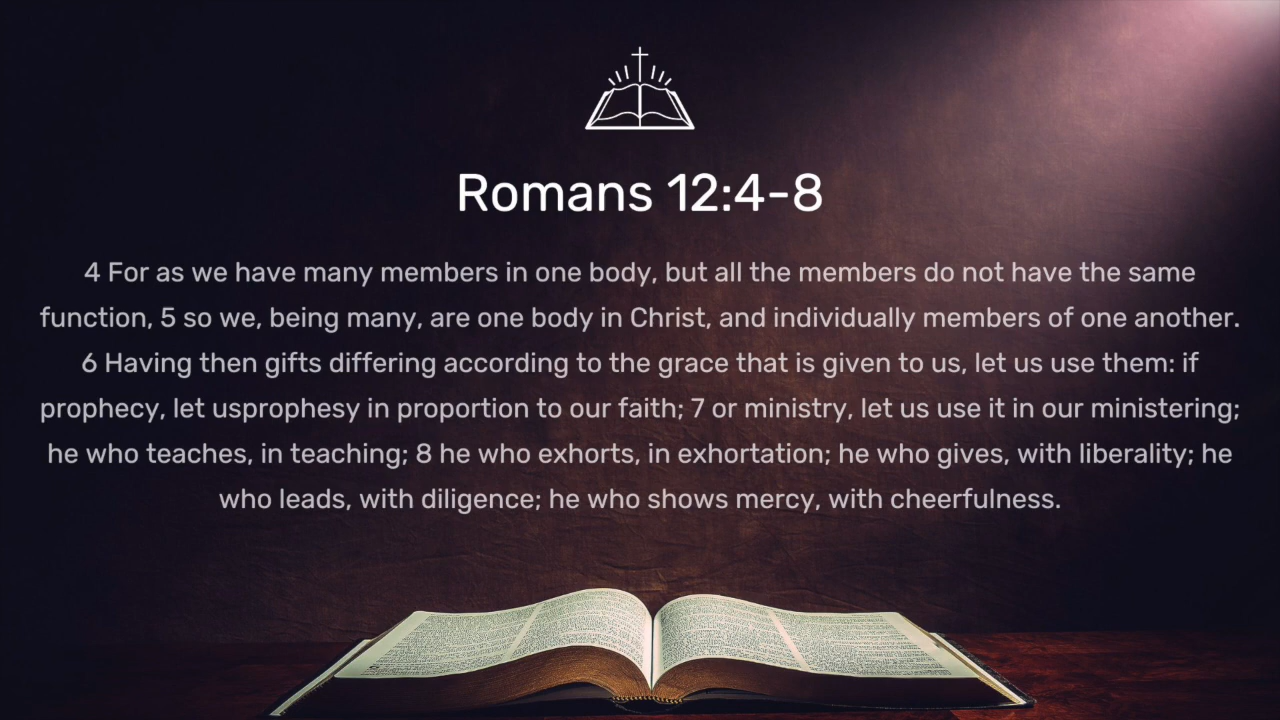 Romans 12:4-8
4 For as we have many members in one body, but all the members do not have the same
function, 5 so we, being many, are one body in Christ, and individually members of one another.
6 Having then gifts differing according to the grace that is given to us, let us use them: if
prophecy, let usprophesy in proportion to our faith; 7 or ministry, let us use it in our ministering;
he who teaches, in teaching; 8 he who exhorts, in exhortation; he who gives, with liberality; he
who leads, with diligence; he who shows mercy, with cheerfulness.